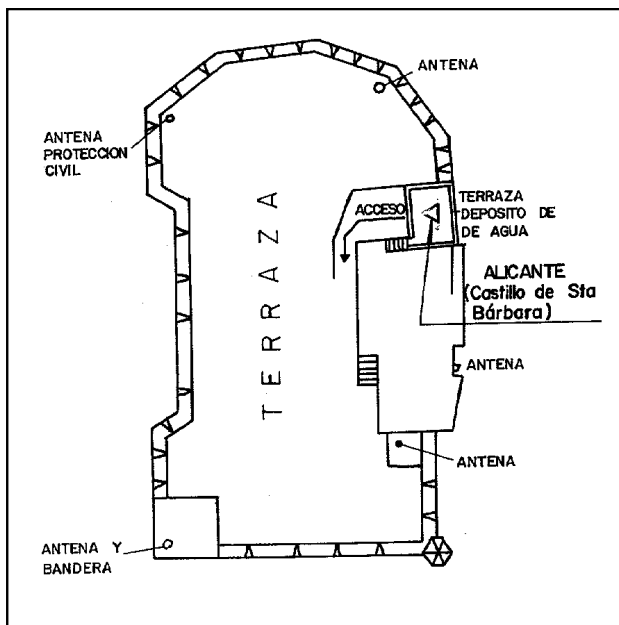 ANTENA
ANTENA
PROTECCION
CIVIL
ACCESO
TERRAZA
DEPOSITO DE
DE AGUA
TERRAZA
ALICANTE
(Castillo de Sta
Bárbara)
ANTENA
ANTENA
ANTENA Y
BANDERA